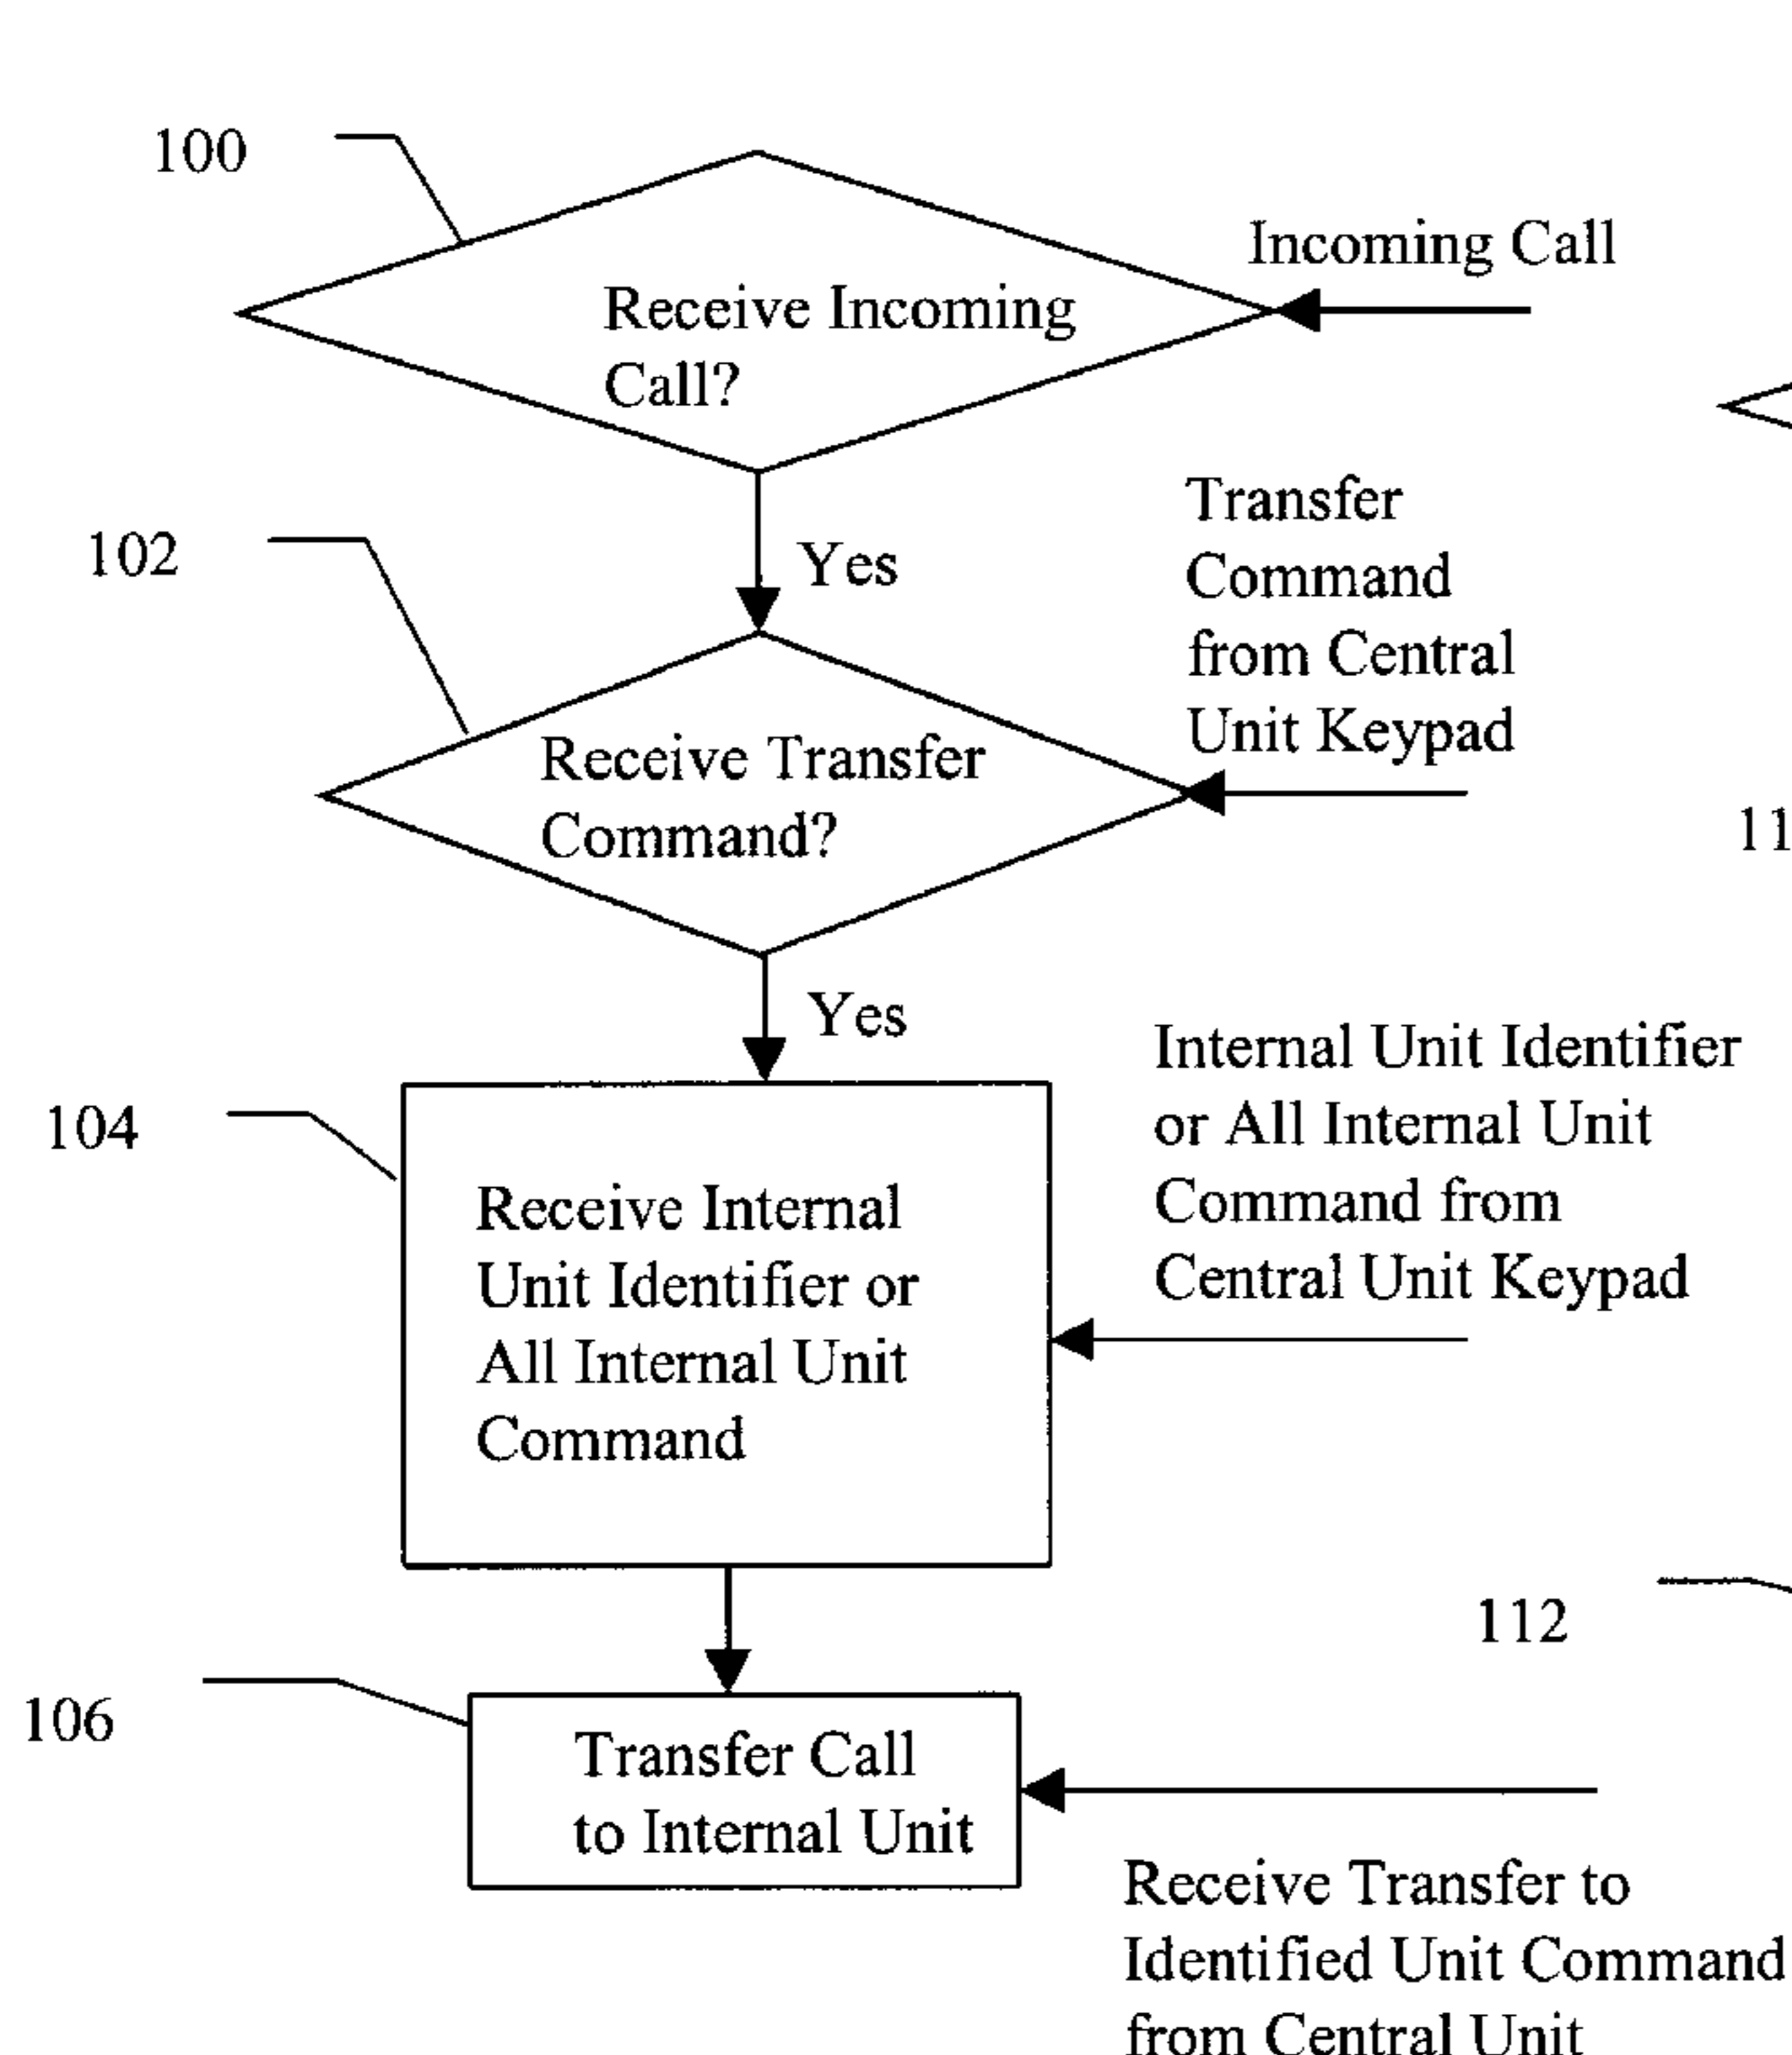 100
Incoming Call
Receive Incoming
Call?
Transfer
Command
from Central
Unit Keypad
102
Yes
Receive Transfer
Command?
11
Yes
Internal Unit Identifier
or All Internal Unit
Command from
Central Unit Keypad
104
Receive Internal
Unit Identifier or
All Internal Unit
Command
112
106
Transfer Call
to Internal Unit
Receive Transfer to
Identified Unit Command
from Central Unit